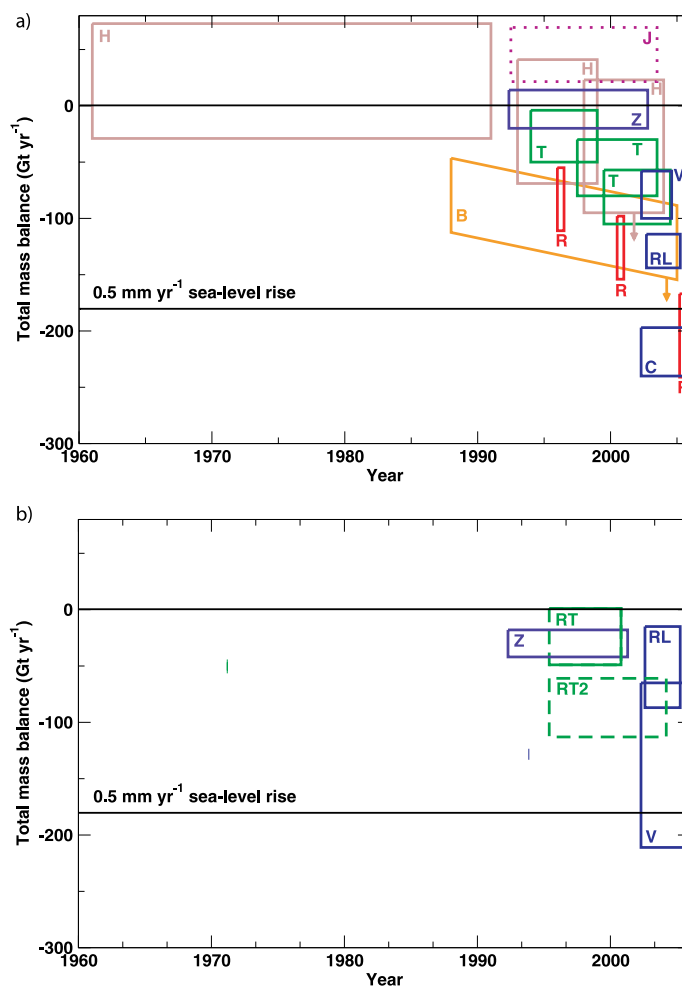 a)
Total mass balance (Gt yr-1)
0
-100
-200
-300
H
J
H
H
Z
T
T
T
V
B
R
R
RL
0.5 mm yr-1 sea-level rise
C
1960
1970
1980
1990
2000
Year
b)
Total mass balance (Gt yr-1)
0
-100
-200
-300
RT
Z
RL
RT2
0.5 mm yr-1 sea-level rise
V
1960
1970
1980
1990
2000
Year